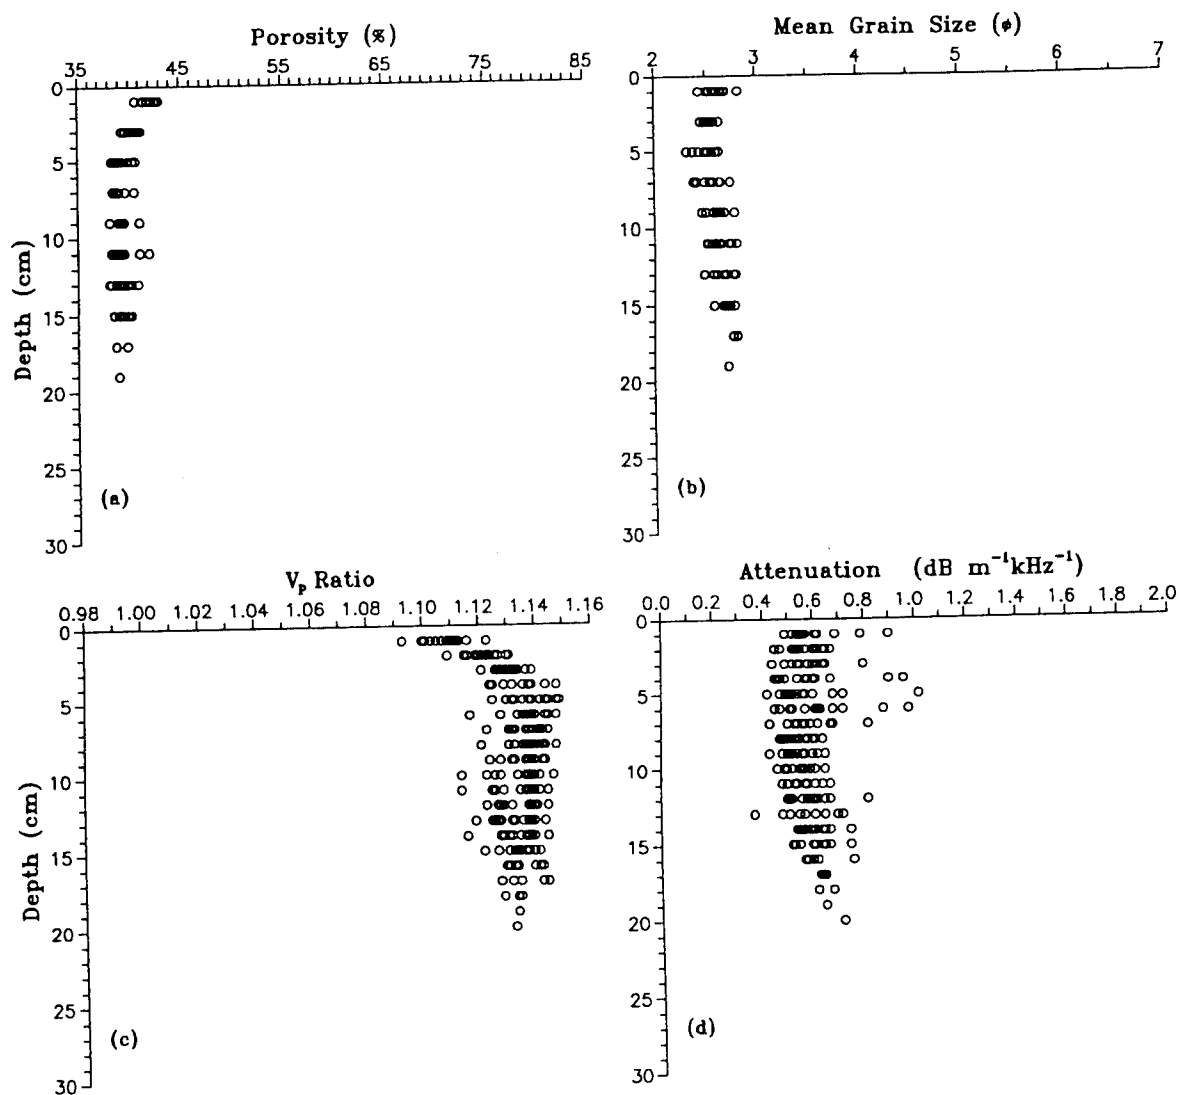 Porosity (%)
35 45 55 65 75 85
0
5
10
15
20
25
30
Depth (cm)
(a)
Mean Grain Size (ϕ)
2 3 4 5 6 7
0
5
10
15
20
25
30
(b)
Vp Ratio
0.98 1.00 1.02 1.04 1.06 1.08 1.10 1.12 1.14 1.16
0
5
10
15
20
25
30
Depth (cm)
(c)
Attenuation (dB m⁻¹kHz⁻¹)
0.0 0.2 0.4 0.6 0.8 1.0 1.2 1.4 1.6 1.8 2.0
0
5
10
15
20
25
30
(d)